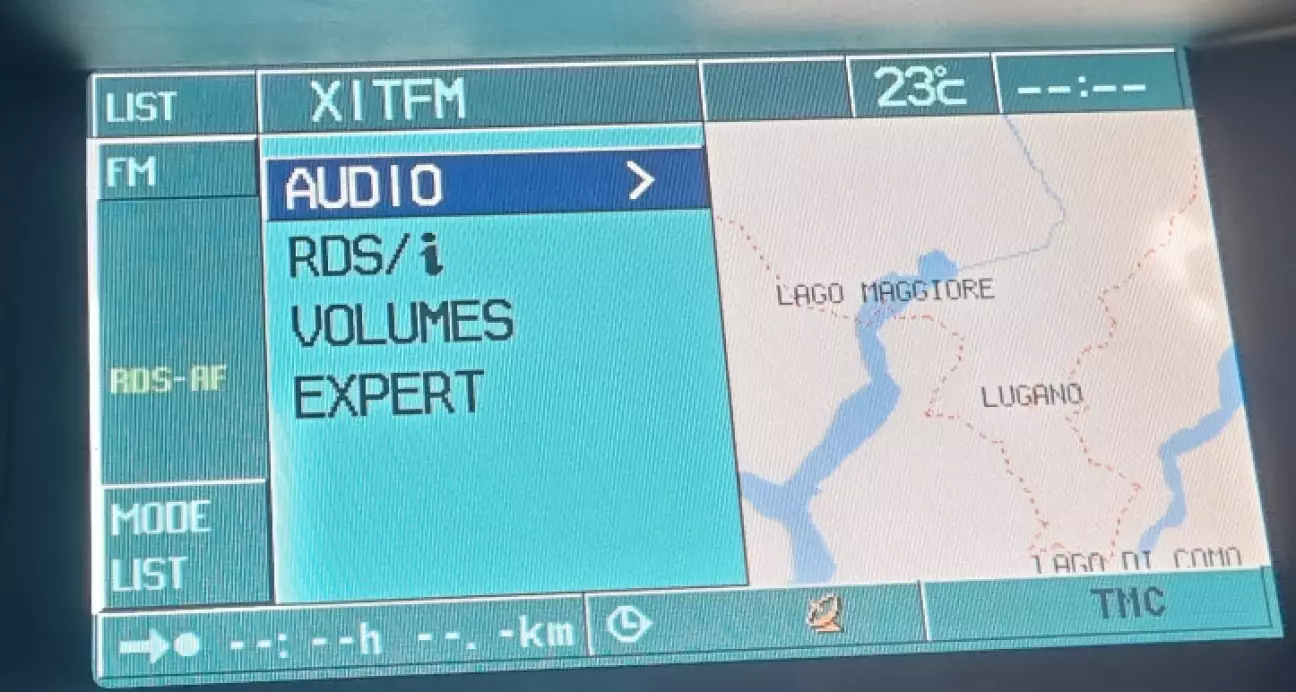 LIST
XITFM
23°C
--:--
FM
AUDIO >
RDS/i
VOLUMES
EXPERT
RDS-AF
MODE
LIST
LAGO MAGGIORE
LUGANO
LAGO DI COMO
--: --h --. -km
TMC